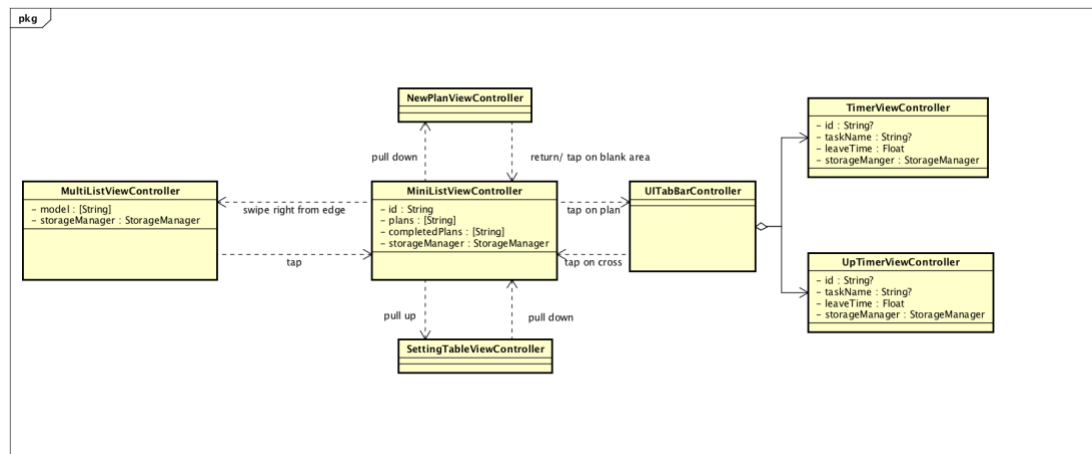 pkg
NewPlanViewController
pull down
return/ tap on blank area
MultiListViewController
- model : [String]
- storageManager : StorageManager
swipe right from edge
tap
MiniListViewController
- id : String
- plans : [String]
- completedPlans : [String]
- storageManager : StorageManager
tap on plan
tap on cross
UITabBarController
TimerViewController
- id : String?
- taskName : String?
- leaveTime : Float
- storageManger : StorageManager
UpTimerViewController
- id : String?
- taskName : String?
- leaveTime : Float
- storageManager : StorageManager
pull up
pull down
SettingTableViewController